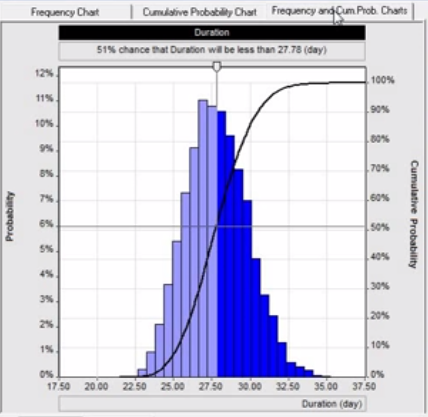 Frequency Chart
Cumulative Probability Chart
Frequency and Cum.Prob. Charts
Duration
51% chance that Duration will be less than 27.78 (day)
12%
11%
10%
9%
8%
7%
6%
5%
4%
3%
2%
1%
0%
Probability
100%
90%
80%
70%
60%
50%
40%
30%
20%
10%
0%
Cumulative Probability
17.50 20.00 22.50 25.00 27.50 30.00 32.50 35.00 37.50
Duration (day)